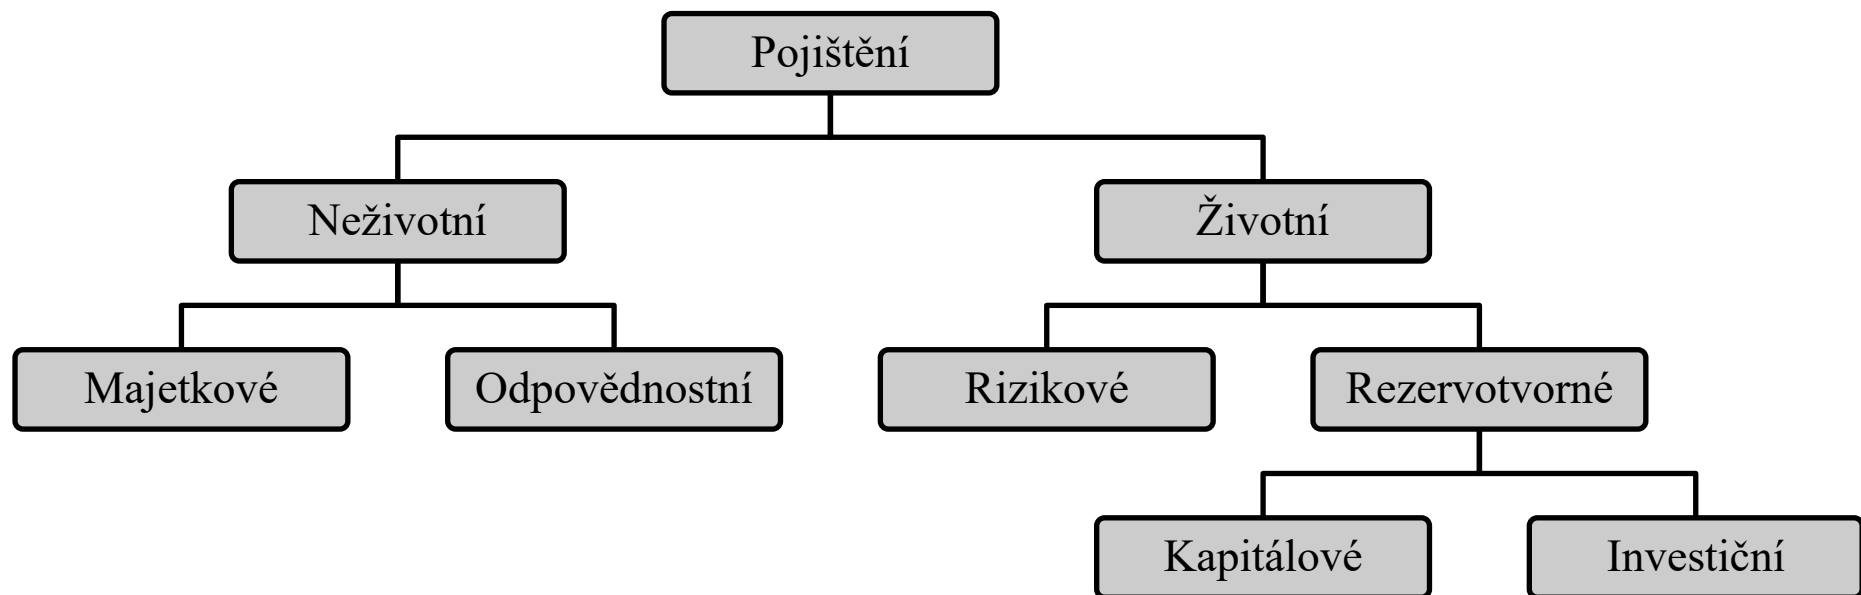 Pojištění
Neživotní
Životní
Majetkové
Odpovědnostní
Rizikové
Rezervotvorné
Kapitálové
Investiční